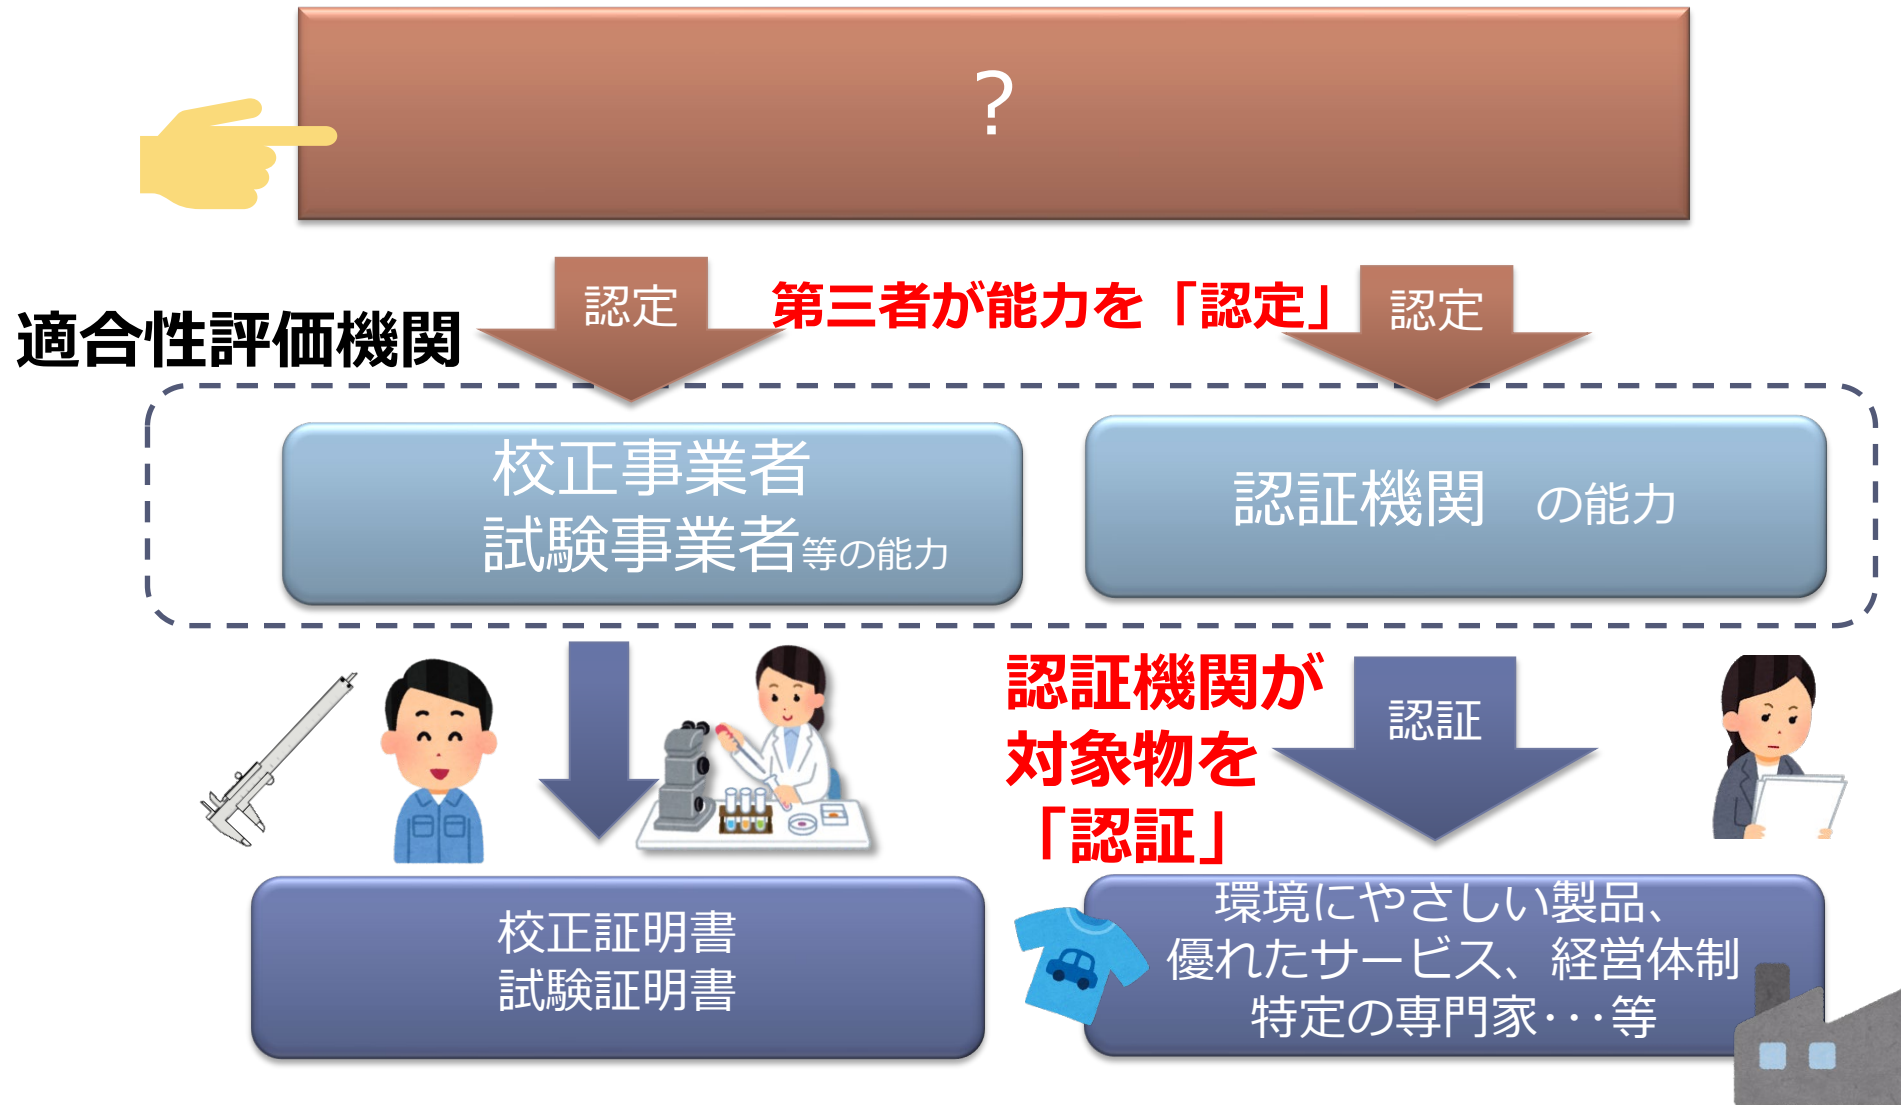 ？
認定
第三者が能力を「認定」
認定
適合性評価機関
校正事業者
試験事業者等の能力
認証機関　の能力
認証機関が
対象物を
「認証」
認証
校正証明書
試験証明書
環境にやさしい製品、
優れたサービス、経営体制
特定の専門家･･･等